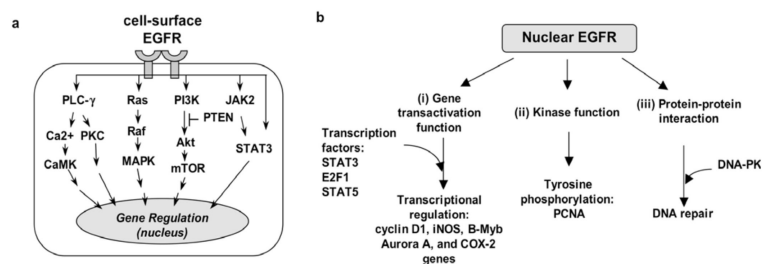 a
cell-surface
EGFR
PLC-γ
Ras
PI3K
JAK2
PTEN
Ca2+
PKC
Raf
Akt
STAT3
CaMK
MAPK
mTOR
Gene Regulation
(nucleus)
b
Nuclear EGFR
(i) Gene
transactivation
function
(ii) Kinase function
(iii) Protein-protein
interaction
Transcription
factors:
STAT3
E2F1
STAT5
DNA-PK
Transcriptional
regulation:
cyclin D1, iNOS, B-Myb
Aurora A, and COX-2
genes
Tyrosine
phosphorylation:
PCNA
DNA repair